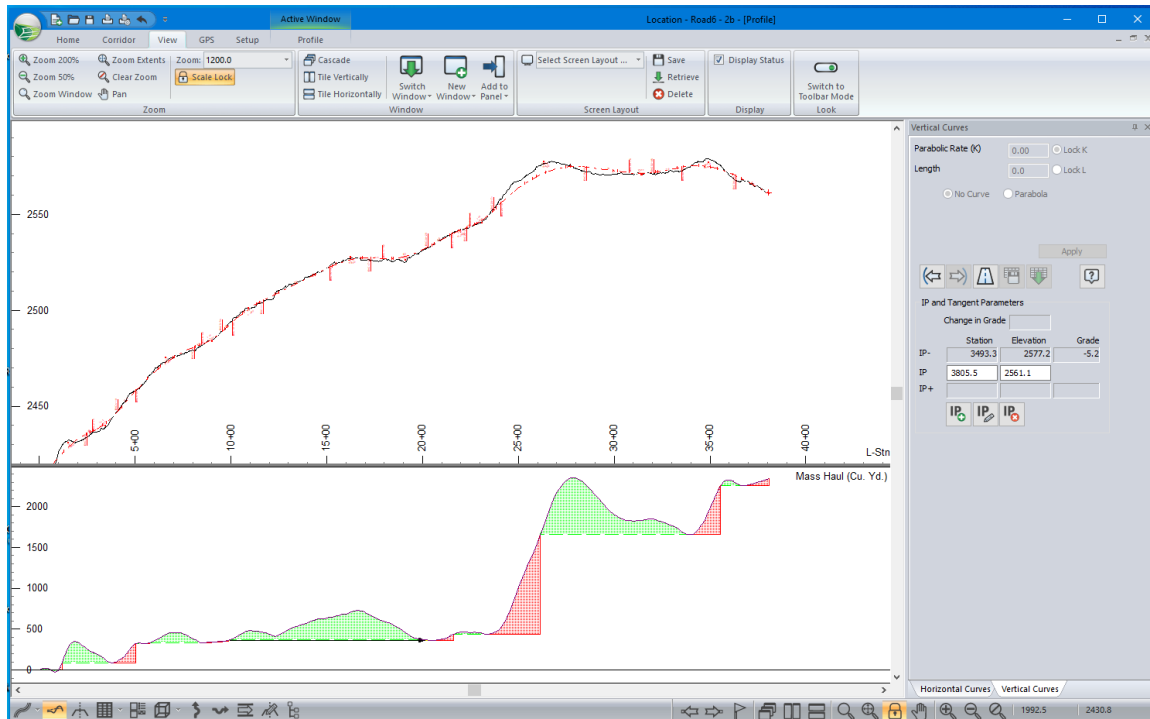 Active Window
Location - Road6 - 2b - [Profile]
Home Corridor View GPS Setup Profile
Zoom 200% Zoom Extents Zoom: 1200.0
Zoom 50% Clear Zoom Scale Lock
Zoom Window Pan
Zoom
Cascade
Tile Vertically
Tile Horizontally
Switch Window
New Window
Add to Panel
Window
Select Screen Layout ...
Save
Retrieve
Delete
Screen Layout
Display Status
Display
Switch to
Toolbar Mode
Look
2550
2500
2450
5+00 10+00 15+00 20+00 25+00 30+00 35+00 40+00
L-Stn
Mass Haul (Cu. Yd.)
2000
1500
1000
500
0
Vertical Curves
Parabolic Rate (K) 0.00 Lock K
Length 0.0 Lock L
No Curve Parabola
Apply
IP and Tangent Parameters
Change in Grade
Station Elevation Grade
IP- 3493.3 2577.2 -5.2
IP 3805.5 2561.1
IP+
IP IP IP
Horizontal Curves Vertical Curves
1992.5 2430.8